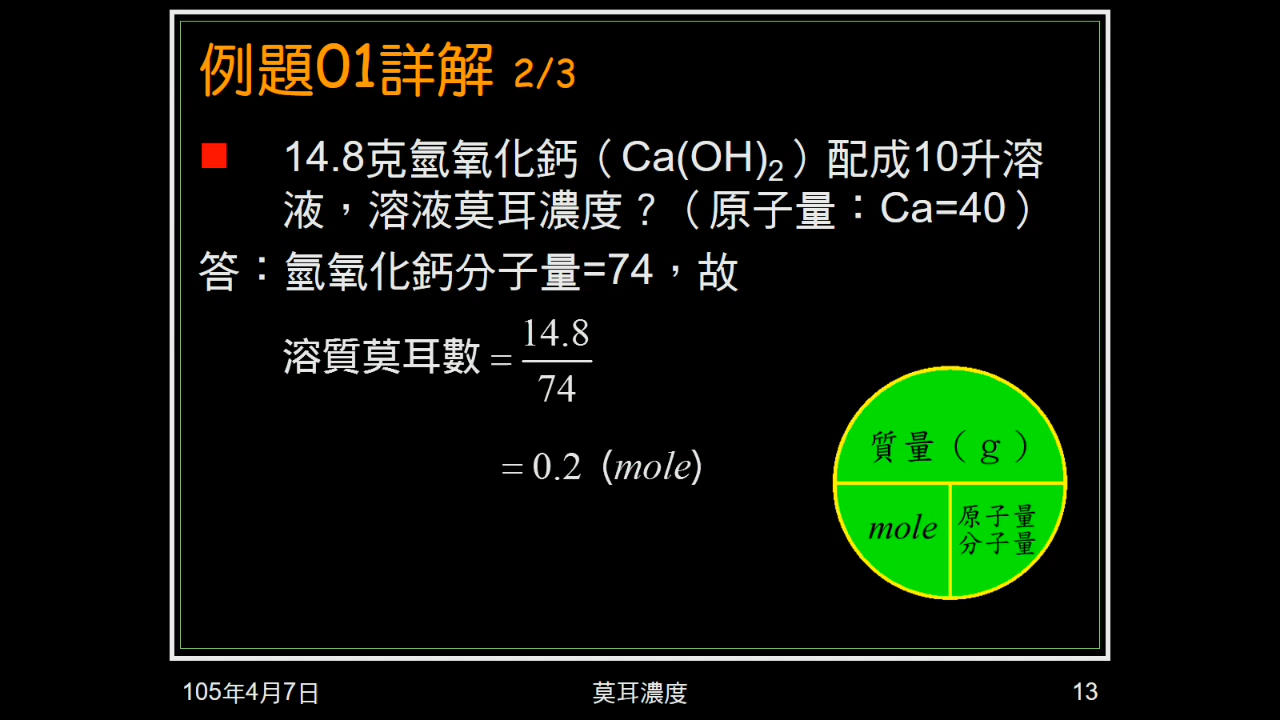 例題01詳解 2/3
14.8克氫氧化鈣（Ca(OH)₂）配成10升溶
液，溶液莫耳濃度？（原子量：Ca=40）
答：氫氧化鈣分子量=74，故
溶質莫耳數 = 14.8/74
= 0.2 (mole)
質量（g）
mole
原子量
分子量
105年4月7日
莫耳濃度
13